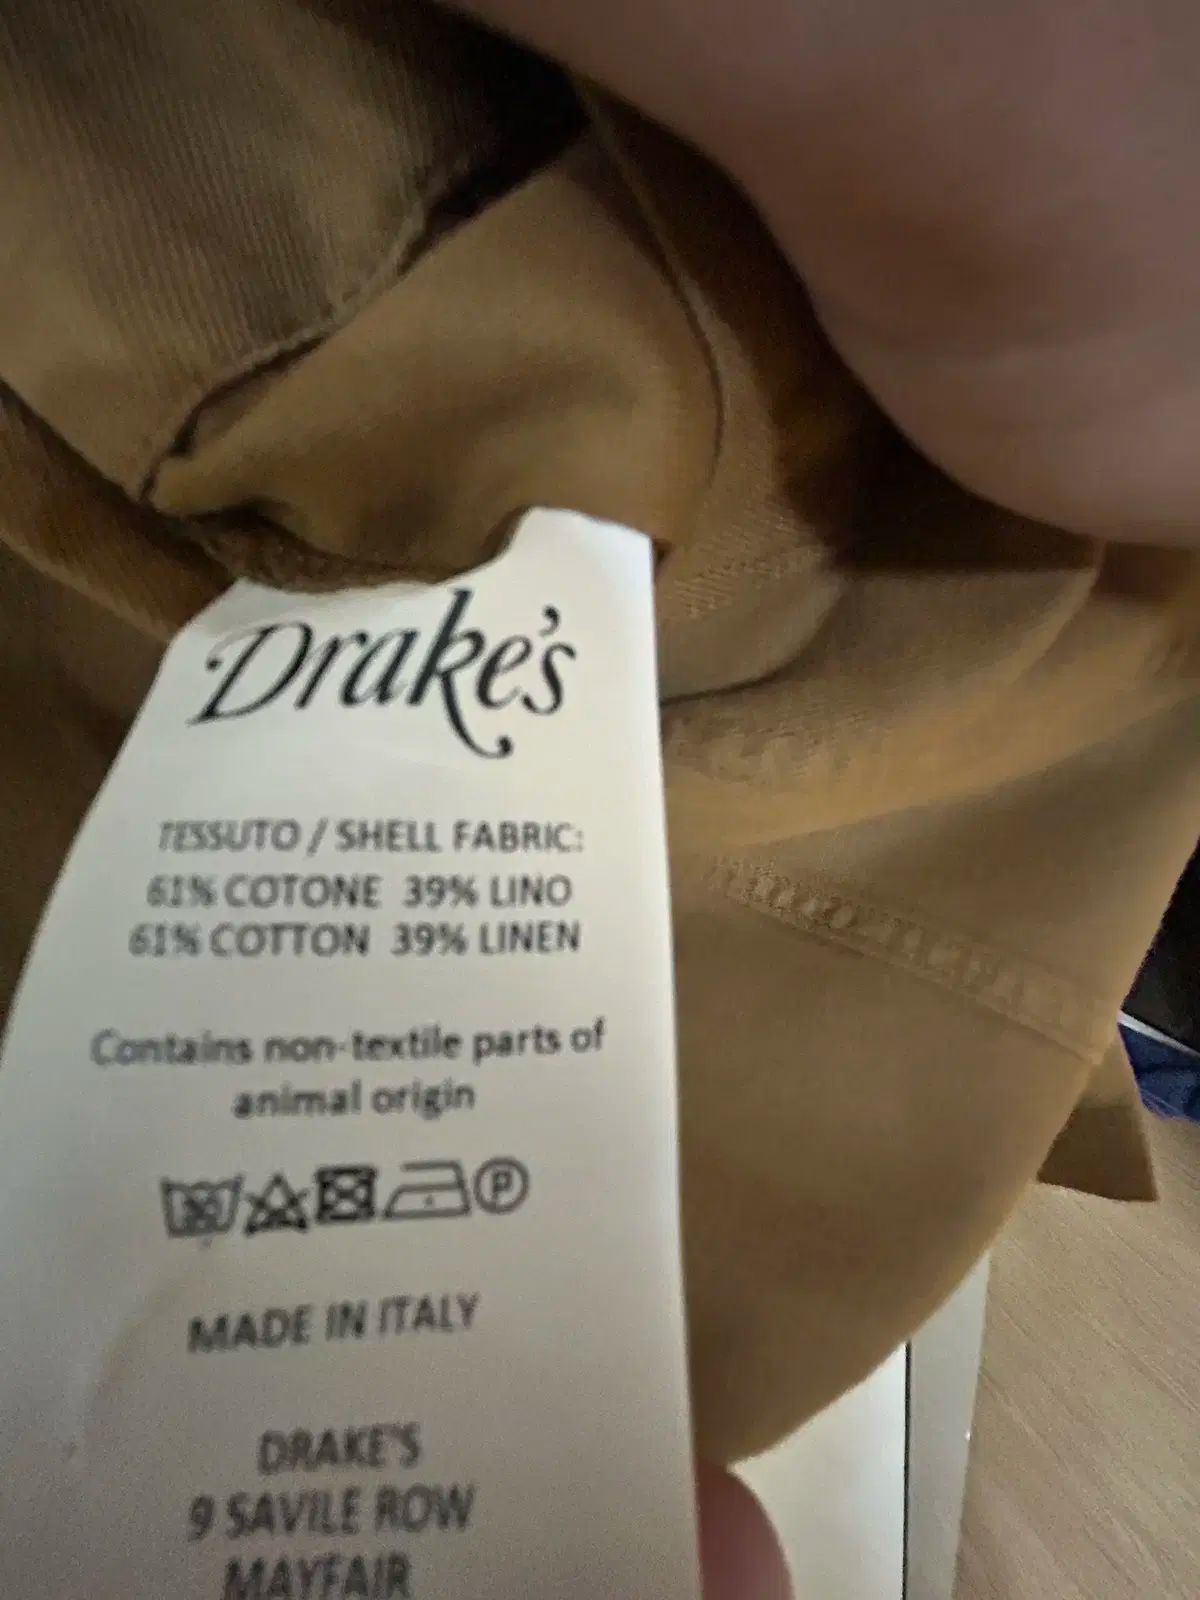 Drake's
TESSUTO / SHELL FABRIC:
61% COTONE 39% LINO
61% COTTON 39% LINEN
Contains non-textile parts of
animal origin
P
MADE IN ITALY
DRAKE'S
9 SAVILE ROW
MAYFAIR